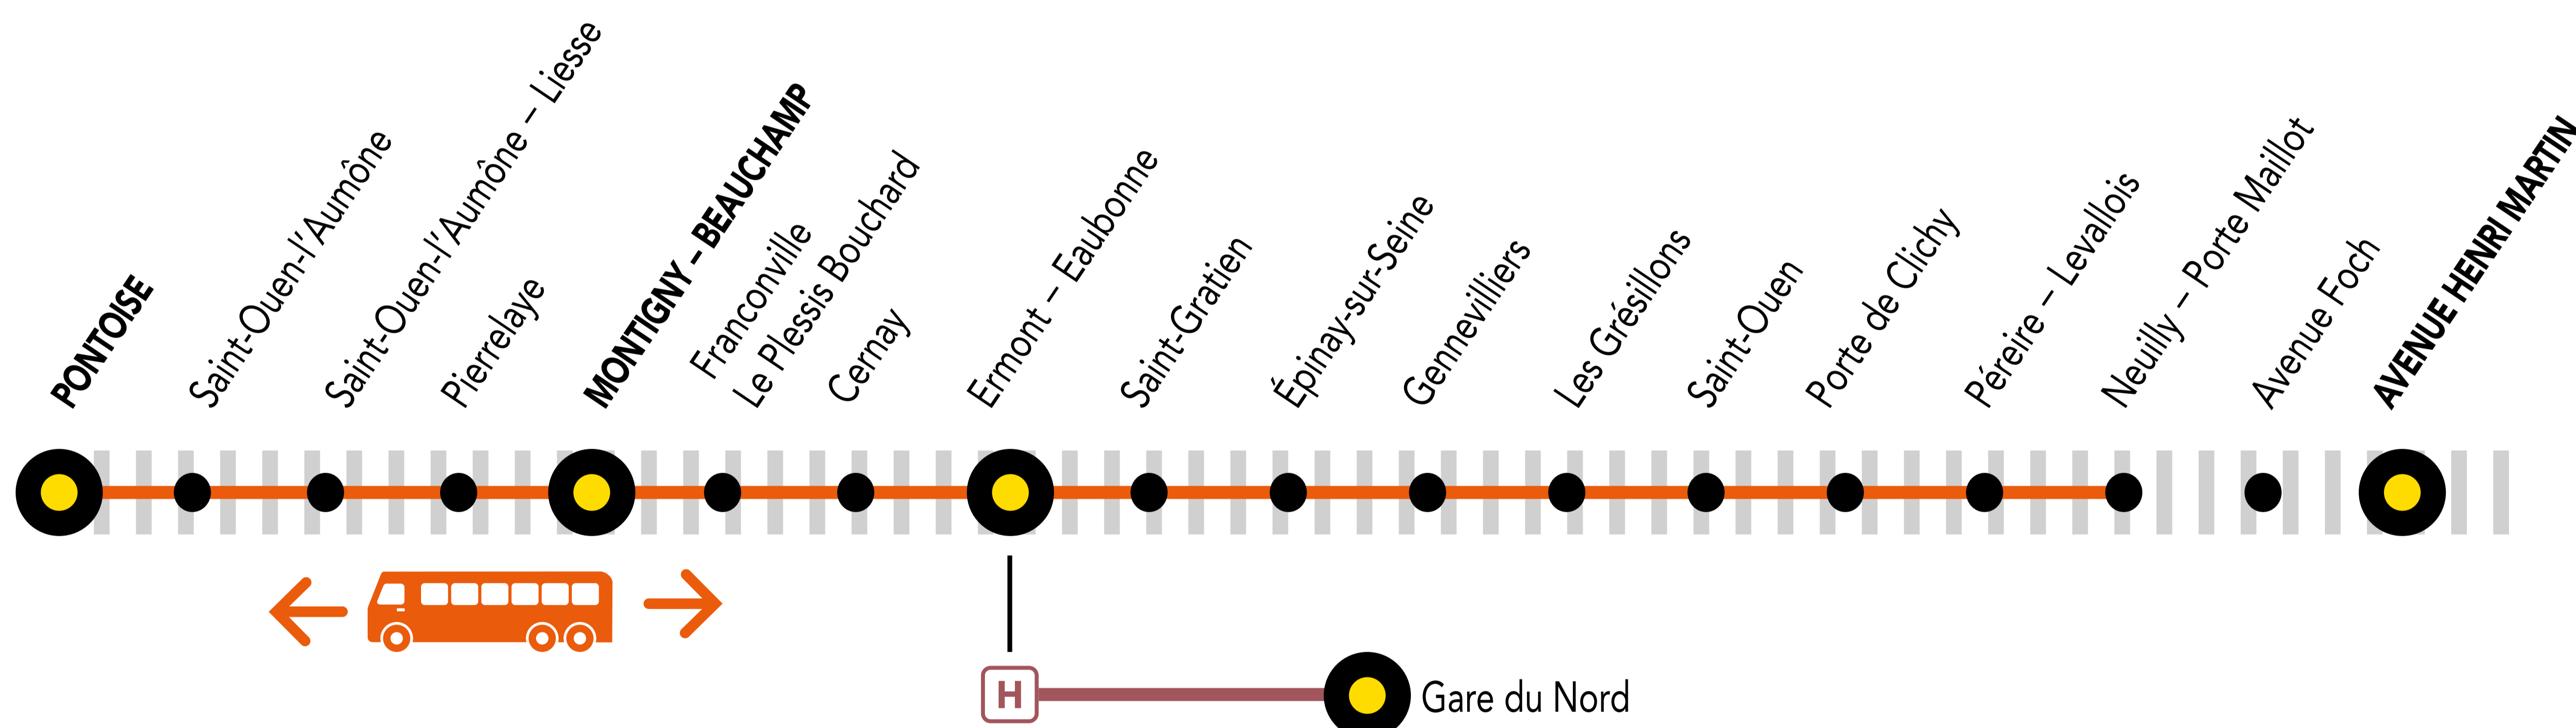 PONTOISE
Saint-Ouen-l'Aumône
Saint-Ouen-l'Aumône – Liesse
Pierrelaye
MONTIGNY – BEAUCHAMP
Franconville
Le Plessis Bouchard
Cernay
Ermont – Eaubonne
Saint-Gratien
Épinay-sur-Seine
Gennevilliers
Les Grésillons
Saint-Ouen
Porte de Clichy
Péreire – Levallois
Neuilly – Porte Maillot
Avenue Foch
AVENUE HENRI MARTIN
H
Gare du Nord